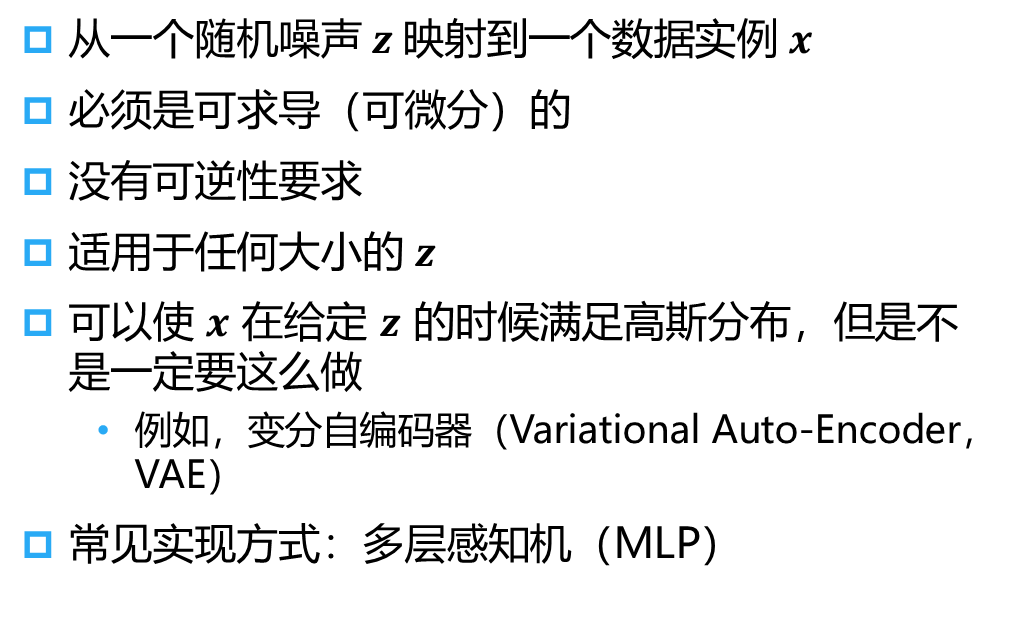 从一个随机噪声 z 映射到一个数据实例 x
必须是可求导（可微分）的
没有可逆性要求
适用于任何大小的 z
可以使 x 在给定 z 的时候满足高斯分布，但是不
是一定要这么做
• 例如，变分自编码器（Variational Auto-Encoder，
VAE）
常见实现方式：多层感知机（MLP）